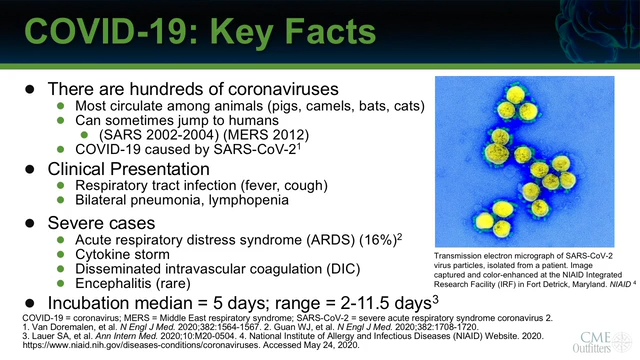 COVID-19: Key Facts
● There are hundreds of coronaviruses
● Most circulate among animals (pigs, camels, bats, cats)
● Can sometimes jump to humans
● (SARS 2002-2004) (MERS 2012)
● COVID-19 caused by SARS-CoV-2¹
● Clinical Presentation
● Respiratory tract infection (fever, cough)
● Bilateral pneumonia, lymphopenia
● Severe cases
● Acute respiratory distress syndrome (ARDS) (16%)²
● Cytokine storm
● Disseminated intravascular coagulation (DIC)
● Encephalitis (rare)
● Incubation median = 5 days; range = 2-11.5 days³
Transmission electron micrograph of SARS-CoV-2
virus particles, isolated from a patient. Image
captured and color-enhanced at the NIAID Integrated
Research Facility (IRF) in Fort Detrick, Maryland. NIAID ⁴
COV = coronavirus; MERS = Middle East respiratory syndrome; SARS-CoV-2 = severe acute respiratory syndrome coronavirus 2.
1. Van Doremalen, et al. N Engl J Med. 2020;382:1564-1567. 2. Guan WJ, et al. N Engl J Med. 2020;382:1708-1720.
3. Lauer SA, et al. Ann Intern Med. 2020;10:M20-0504. 4. National Institute of Allergy and Infectious Diseases (NIAID) Website. 2020.
https://www.niaid.nih.gov/diseases-conditions/coronaviruses. Accessed May 24, 2020.
CME
Outfitters